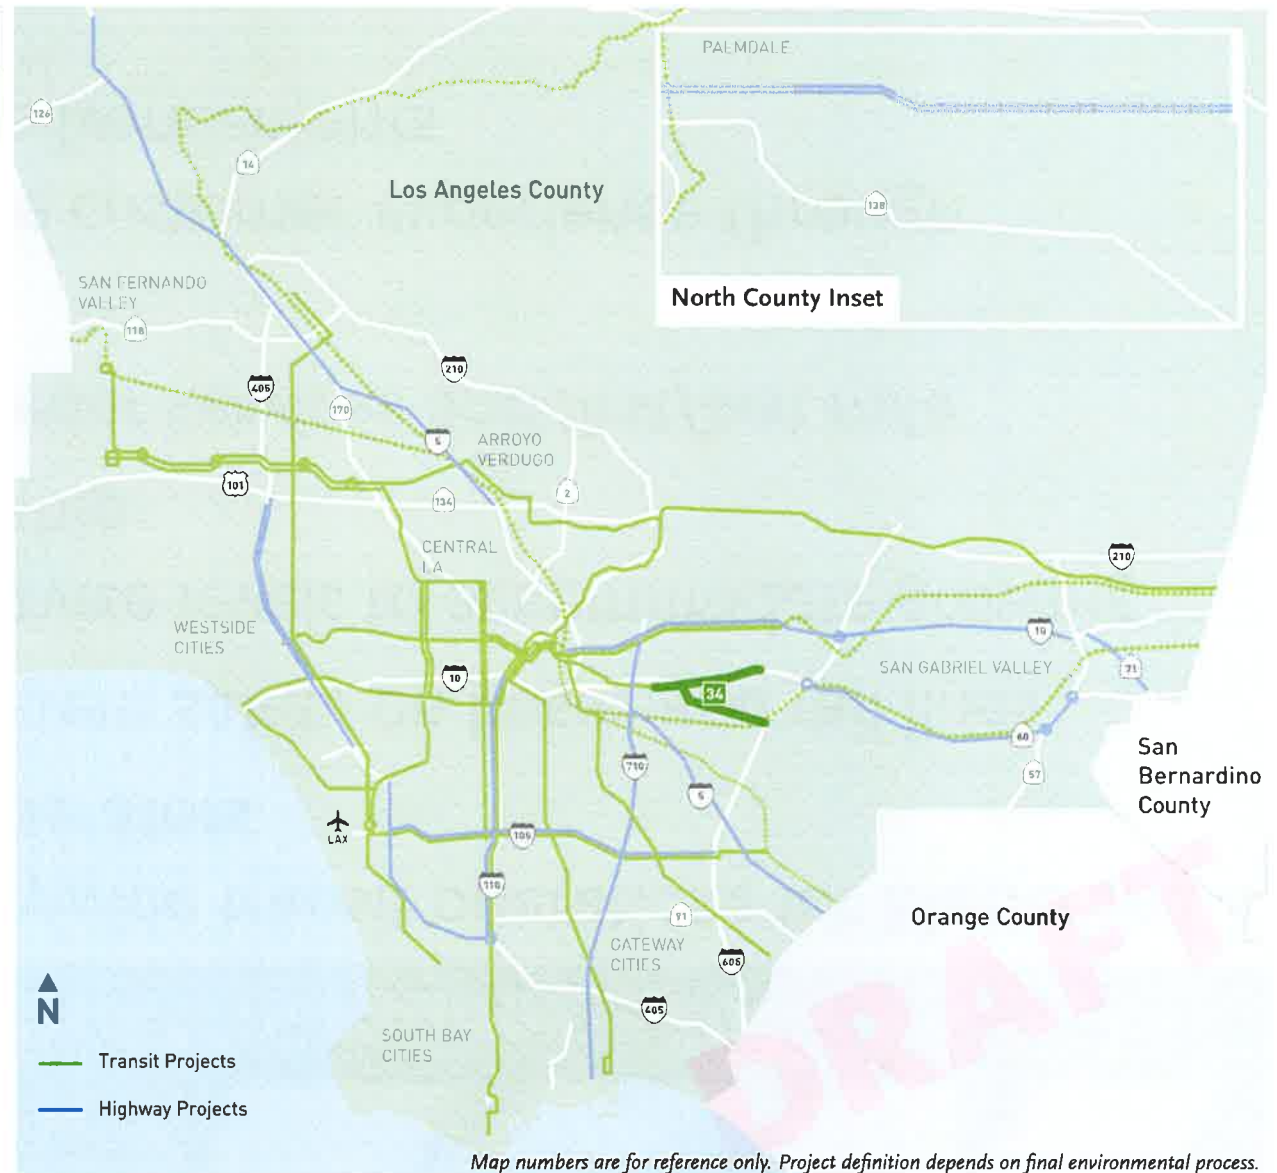 PALMDALE
126
14
Los Angeles County
138
SAN FERNANDO
VALLEY
North County Inset
118
210
405
170
5
ARROYO
VERDUGO
101
134
2
CENTRAL
LA
210
WESTSIDE
CITIES
10
10
SAN GABRIEL VALLEY
71
34
60
San
Bernardino
County
57
710
5
LAX
105
110
91
Orange County
GATEWAY
CITIES
605
405
N
SOUTH BAY
CITIES
Transit Projects
Highway Projects
DRAFT
Map numbers are for reference only. Project definition depends on final environmental process.